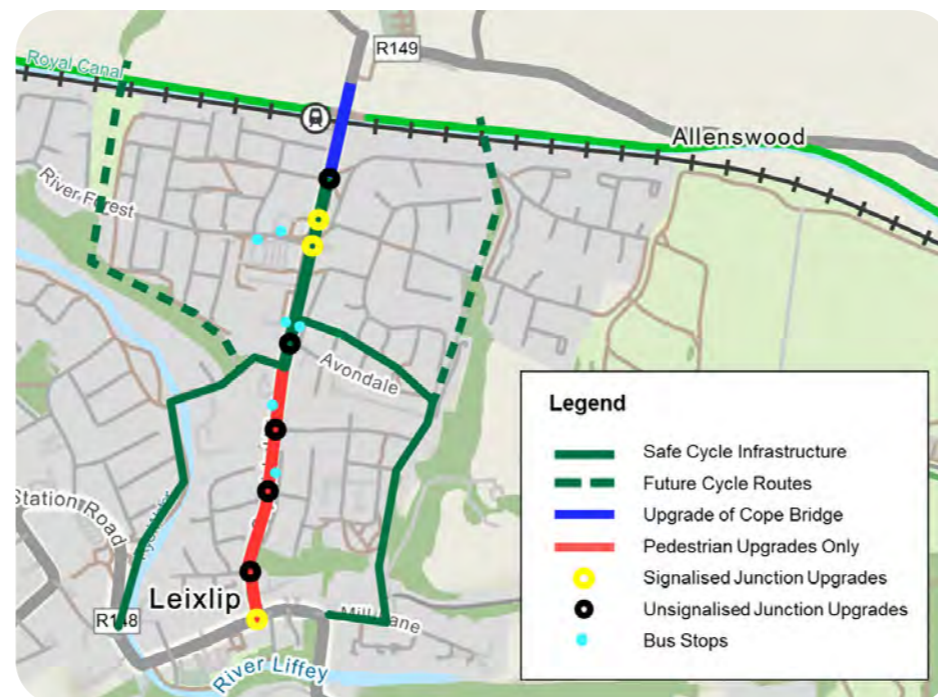 R149
Royal Canal
Allenswood
River Forest
Avondale
Station Road
Leixlip
R148
Mill Lane
River Liffey
Legend
Safe Cycle Infrastructure
Future Cycle Routes
Upgrade of Cope Bridge
Pedestrian Upgrades Only
Signalised Junction Upgrades
Unsignalised Junction Upgrades
Bus Stops